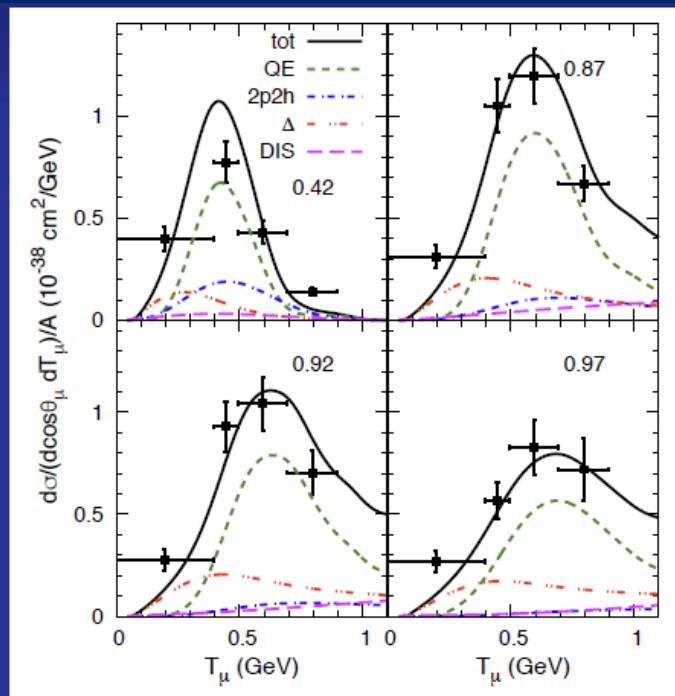 tot
QE
2p2h
Δ
DIS
0.42
0.87
0.92
0.97
1
0.5
0
1
0.5
0
0 0.5 1
0 0.5 1
T_μ (GeV)
T_μ (GeV)
dσ/(dcosθ_μ dT_μ)/A (10^-38 cm^2/GeV)